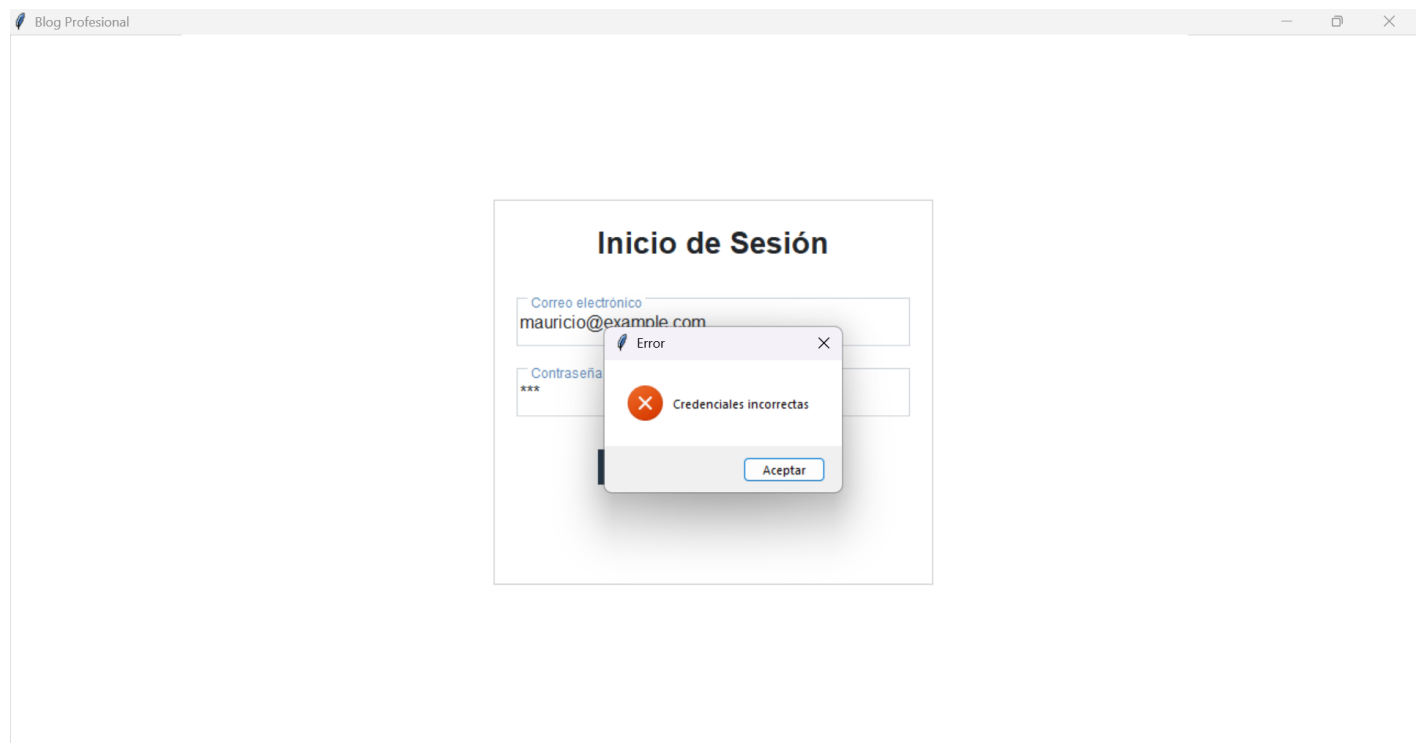 Blog Profesional
Inicio de Sesión
Correo electrónico
mauricio@example.com
Error
Contraseña
***
Credenciales incorrectas
Aceptar